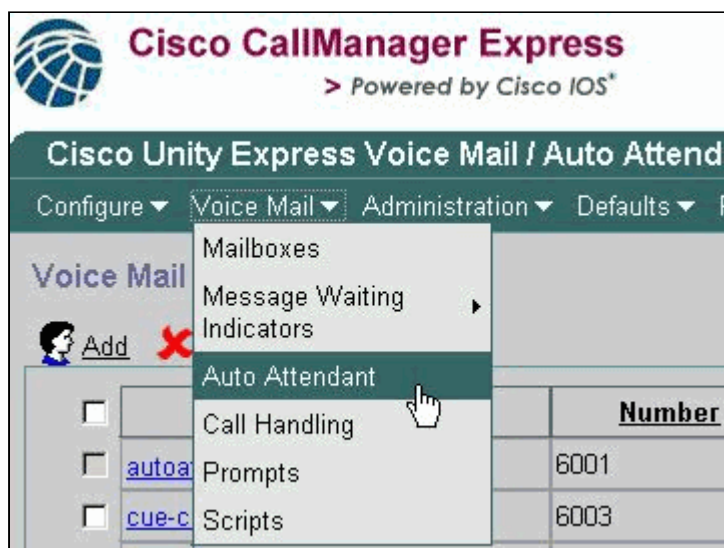 Cisco CallManager Express
> Powered by Cisco IOS®
Cisco Unity Express Voice Mail / Auto Attend
Configure Voice Mail Administration Defaults
Voice Mail
Add
Mailboxes
Message Waiting
Indicators
Auto Attendant
Call Handling
Prompts
Scripts
Number
autoa 6001
cue-c 6003